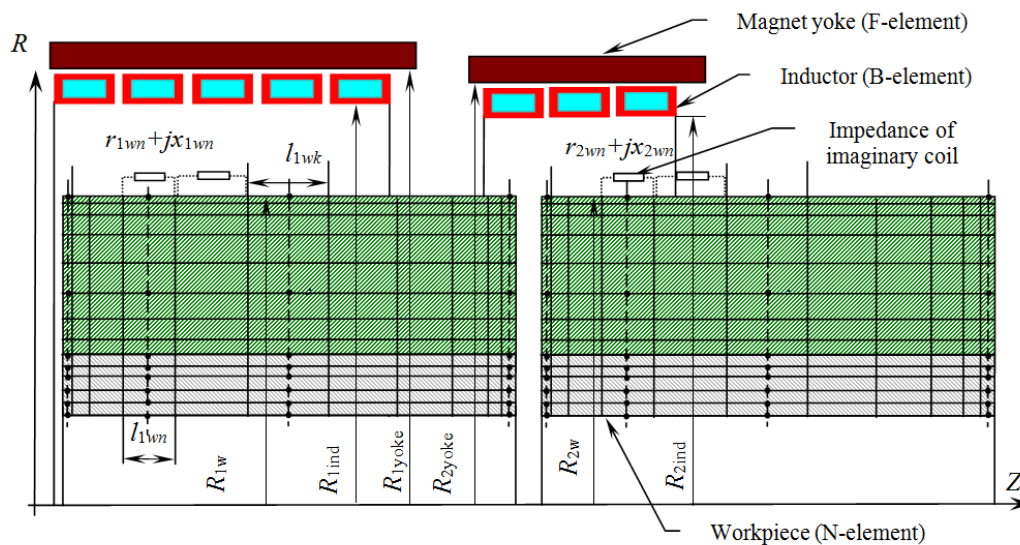 Magnet yoke (F-element)
R
Inductor (B-element)
Impedance of
imaginary coil
r1wn+jx1wn
l1wk
r2wn+jx2wn
l1wn
R1w
R1ind
R1yoke
R2yoke
R2w
R2ind
Z
Workpiece (N-element)